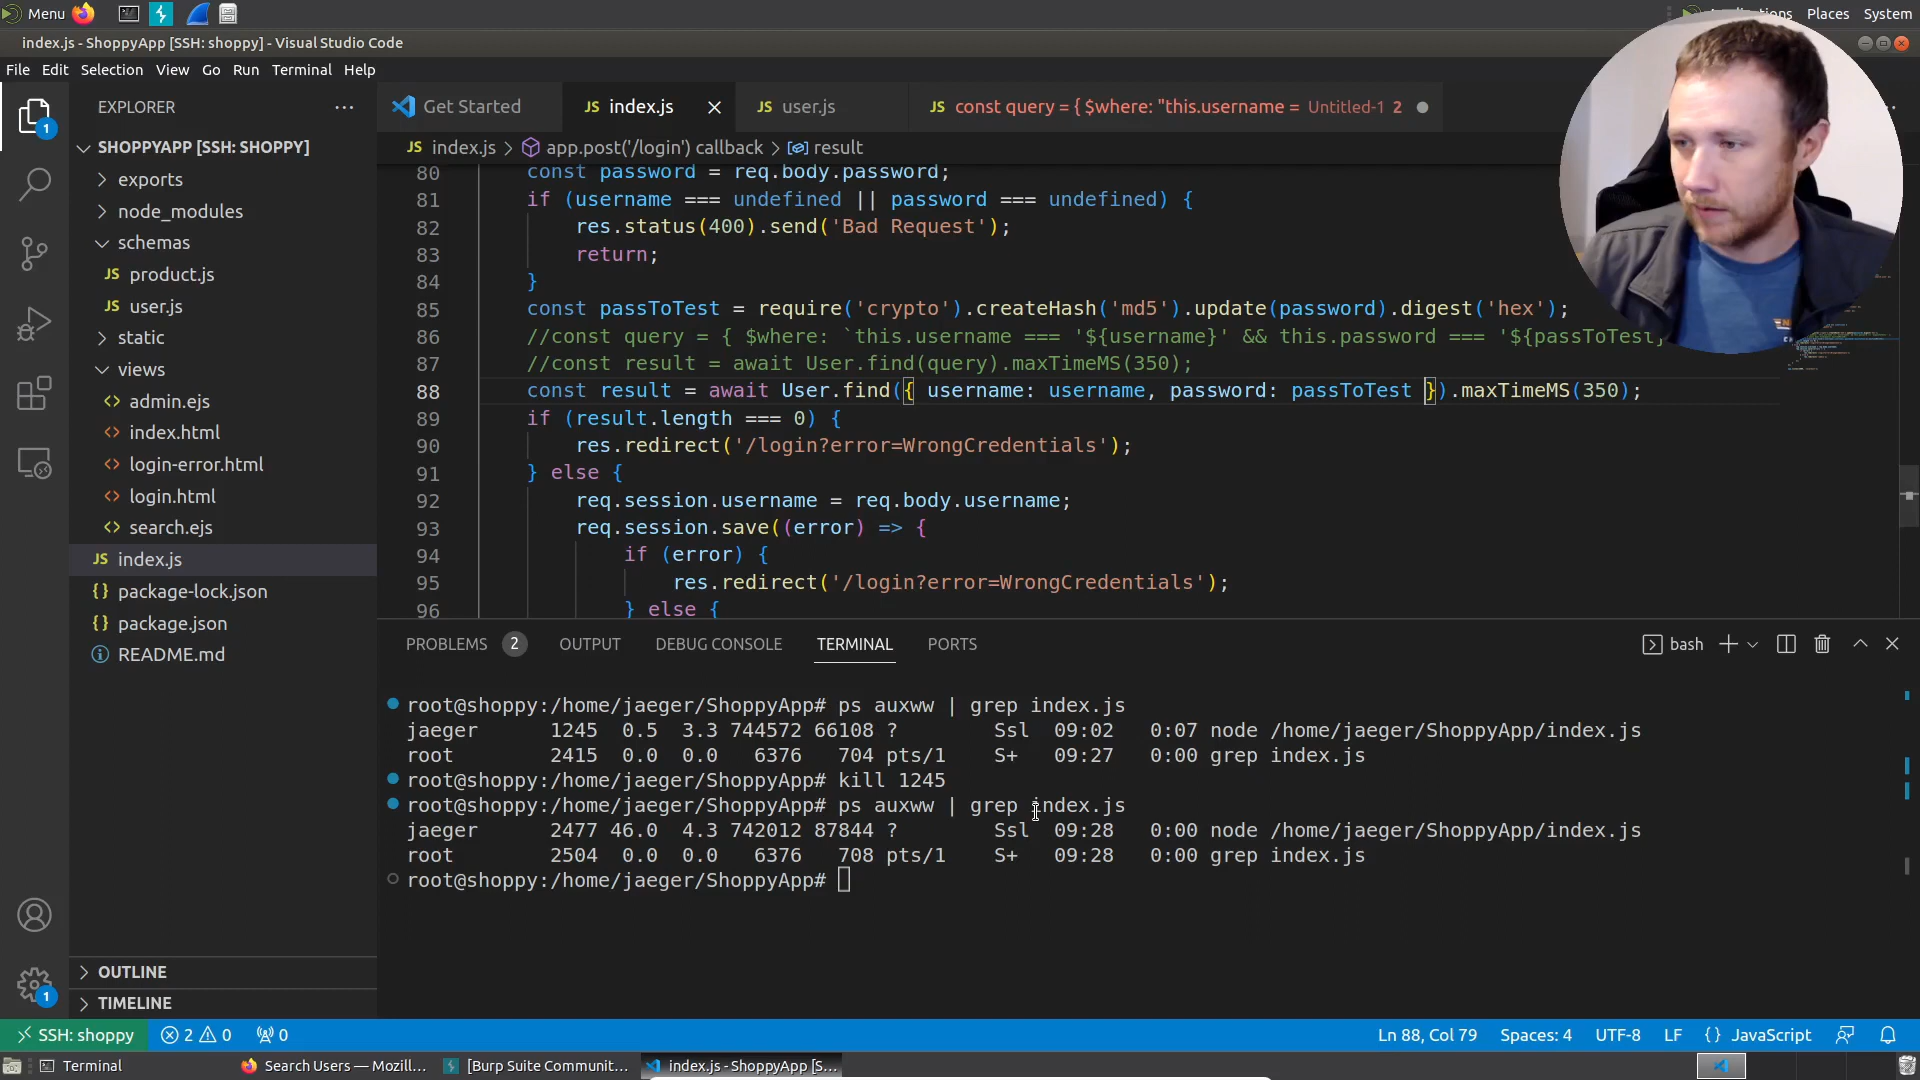 Menu
Applications Places System
index.js - ShoppyApp [SSH: shoppy] - Visual Studio Code
File Edit Selection View Go Run Terminal Help
EXPLORER
Get Started
index.js
user.js
const query = { $where: "this.username = Untitled-1 2
SHOPPYAPP [SSH: SHOPPY]
index.js > app.post('/login') callback > result
exports
node_modules
schemas
product.js
user.js
static
views
admin.ejs
index.html
login-error.html
login.html
search.ejs
index.js
package-lock.json
package.json
README.md
OUTLINE
TIMELINE
1
1
80 const password = req.body.password;
81 if (username === undefined || password === undefined) {
82 res.status(400).send('Bad Request');
83 return;
84 }
85 const passToTest = require('crypto').createHash('md5').update(password).digest('hex');
86 //const query = { $where: `this.username === '${username}' && this.password === '${passToTest}
87 //const result = await User.find(query).maxTimeMS(350);
88 const result = await User.find({ username: username, password: passToTest }).maxTimeMS(350);
89 if (result.length === 0) {
90 res.redirect('/login?error=WrongCredentials');
91 } else {
92 req.session.username = req.body.username;
93 req.session.save((error) => {
94 if (error) {
95 res.redirect('/login?error=WrongCredentials');
96 } else {
PROBLEMS 2 OUTPUT DEBUG CONSOLE TERMINAL PORTS
bash
root@shoppy:/home/jaeger/ShoppyApp# ps auxww | grep index.js
jaeger 1245 0.5 3.3 744572 66108 ? Ssl 09:02 0:07 node /home/jaeger/ShoppyApp/index.js
root 2415 0.0 0.0 6376 704 pts/1 S+ 09:27 0:00 grep index.js
root@shoppy:/home/jaeger/ShoppyApp# kill 1245
root@shoppy:/home/jaeger/ShoppyApp# ps auxww | grep index.js
jaeger 2477 46.0 4.3 742012 87844 ? Ssl 09:28 0:00 node /home/jaeger/ShoppyApp/index.js
root 2504 0.0 0.0 6376 708 pts/1 S+ 09:28 0:00 grep index.js
root@shoppy:/home/jaeger/ShoppyApp#
SSH: shoppy 2 0 0
Ln 88, Col 79 Spaces: 4 UTF-8 LF {} JavaScript
Terminal
Search Users — Mozill...
[Burp Suite Communit...
index.js - ShoppyApp [S...